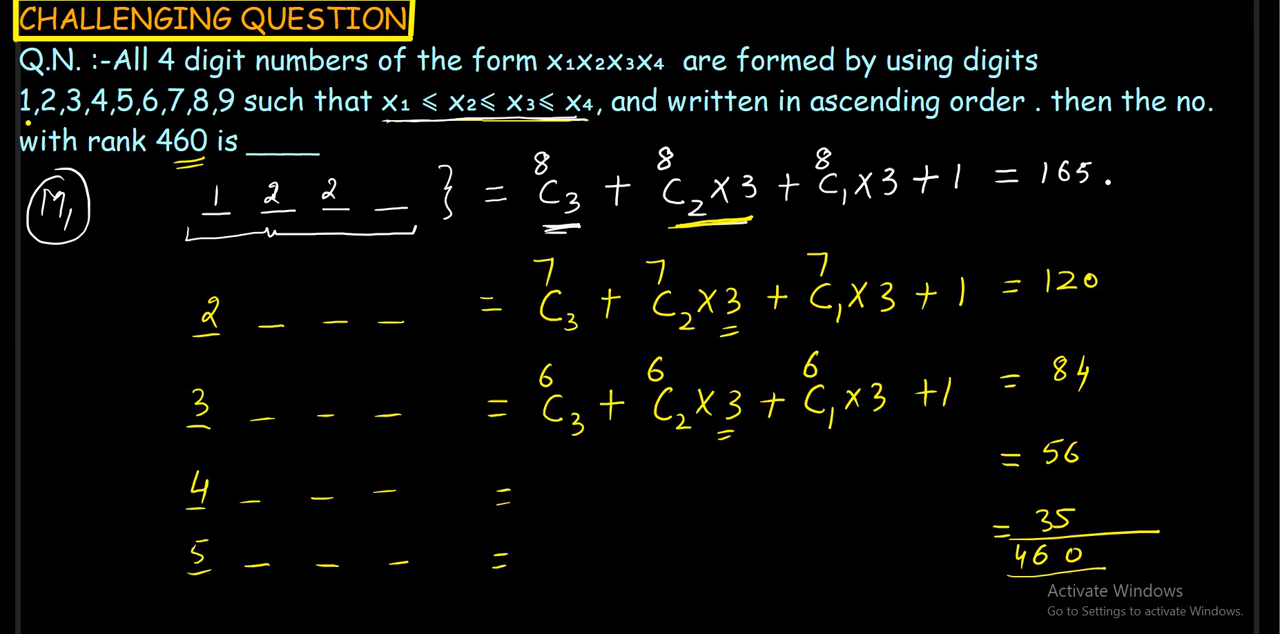 CHALLENGING QUESTION
Q.N. :-All 4 digit numbers of the form x₁x₂x₃x₄ are formed by using digits
1,2,3,4,5,6,7,8,9 such that x₁ ⩽ x₂⩽ x₃⩽ x₄, and written in ascending order . then the no.
with rank 460 is _____
M₁ 1 2 2 _ } = ⁸C₃ + ⁸C₂ × 3 + ⁸C₁ × 3 + 1 = 165.
2 _ _ _ = ⁷C₃ + ⁷C₂ × 3 + ⁷C₁ × 3 + 1 = 120
3 _ _ _ = ⁶C₃ + ⁶C₂ × 3 + ⁶C₁ × 3 + 1 = 84
4 _ _ _ = = 56
5 _ _ _ = = 35
460
Activate Windows
Go to Settings to activate Windows.